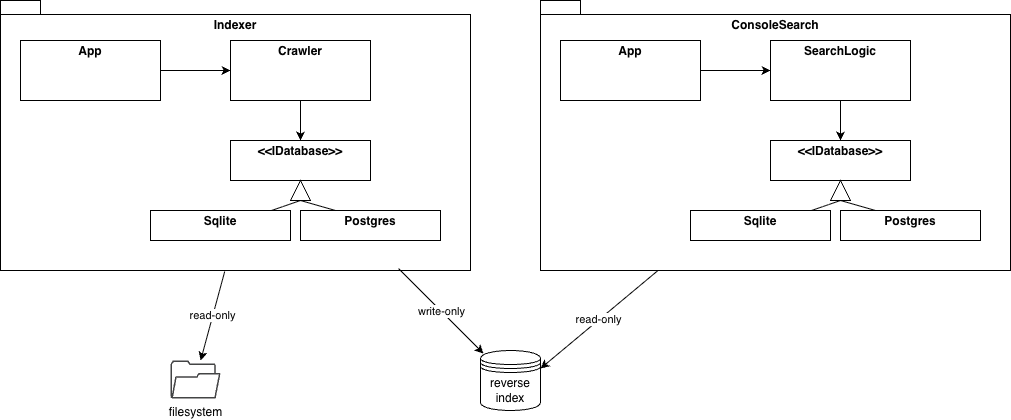 Indexer
App
Crawler
<<IDatabase>>
Sqlite
Postgres
ConsoleSearch
App
SearchLogic
<<IDatabase>>
Sqlite
Postgres
read-only
write-only
read-only
filesystem
reverse
index